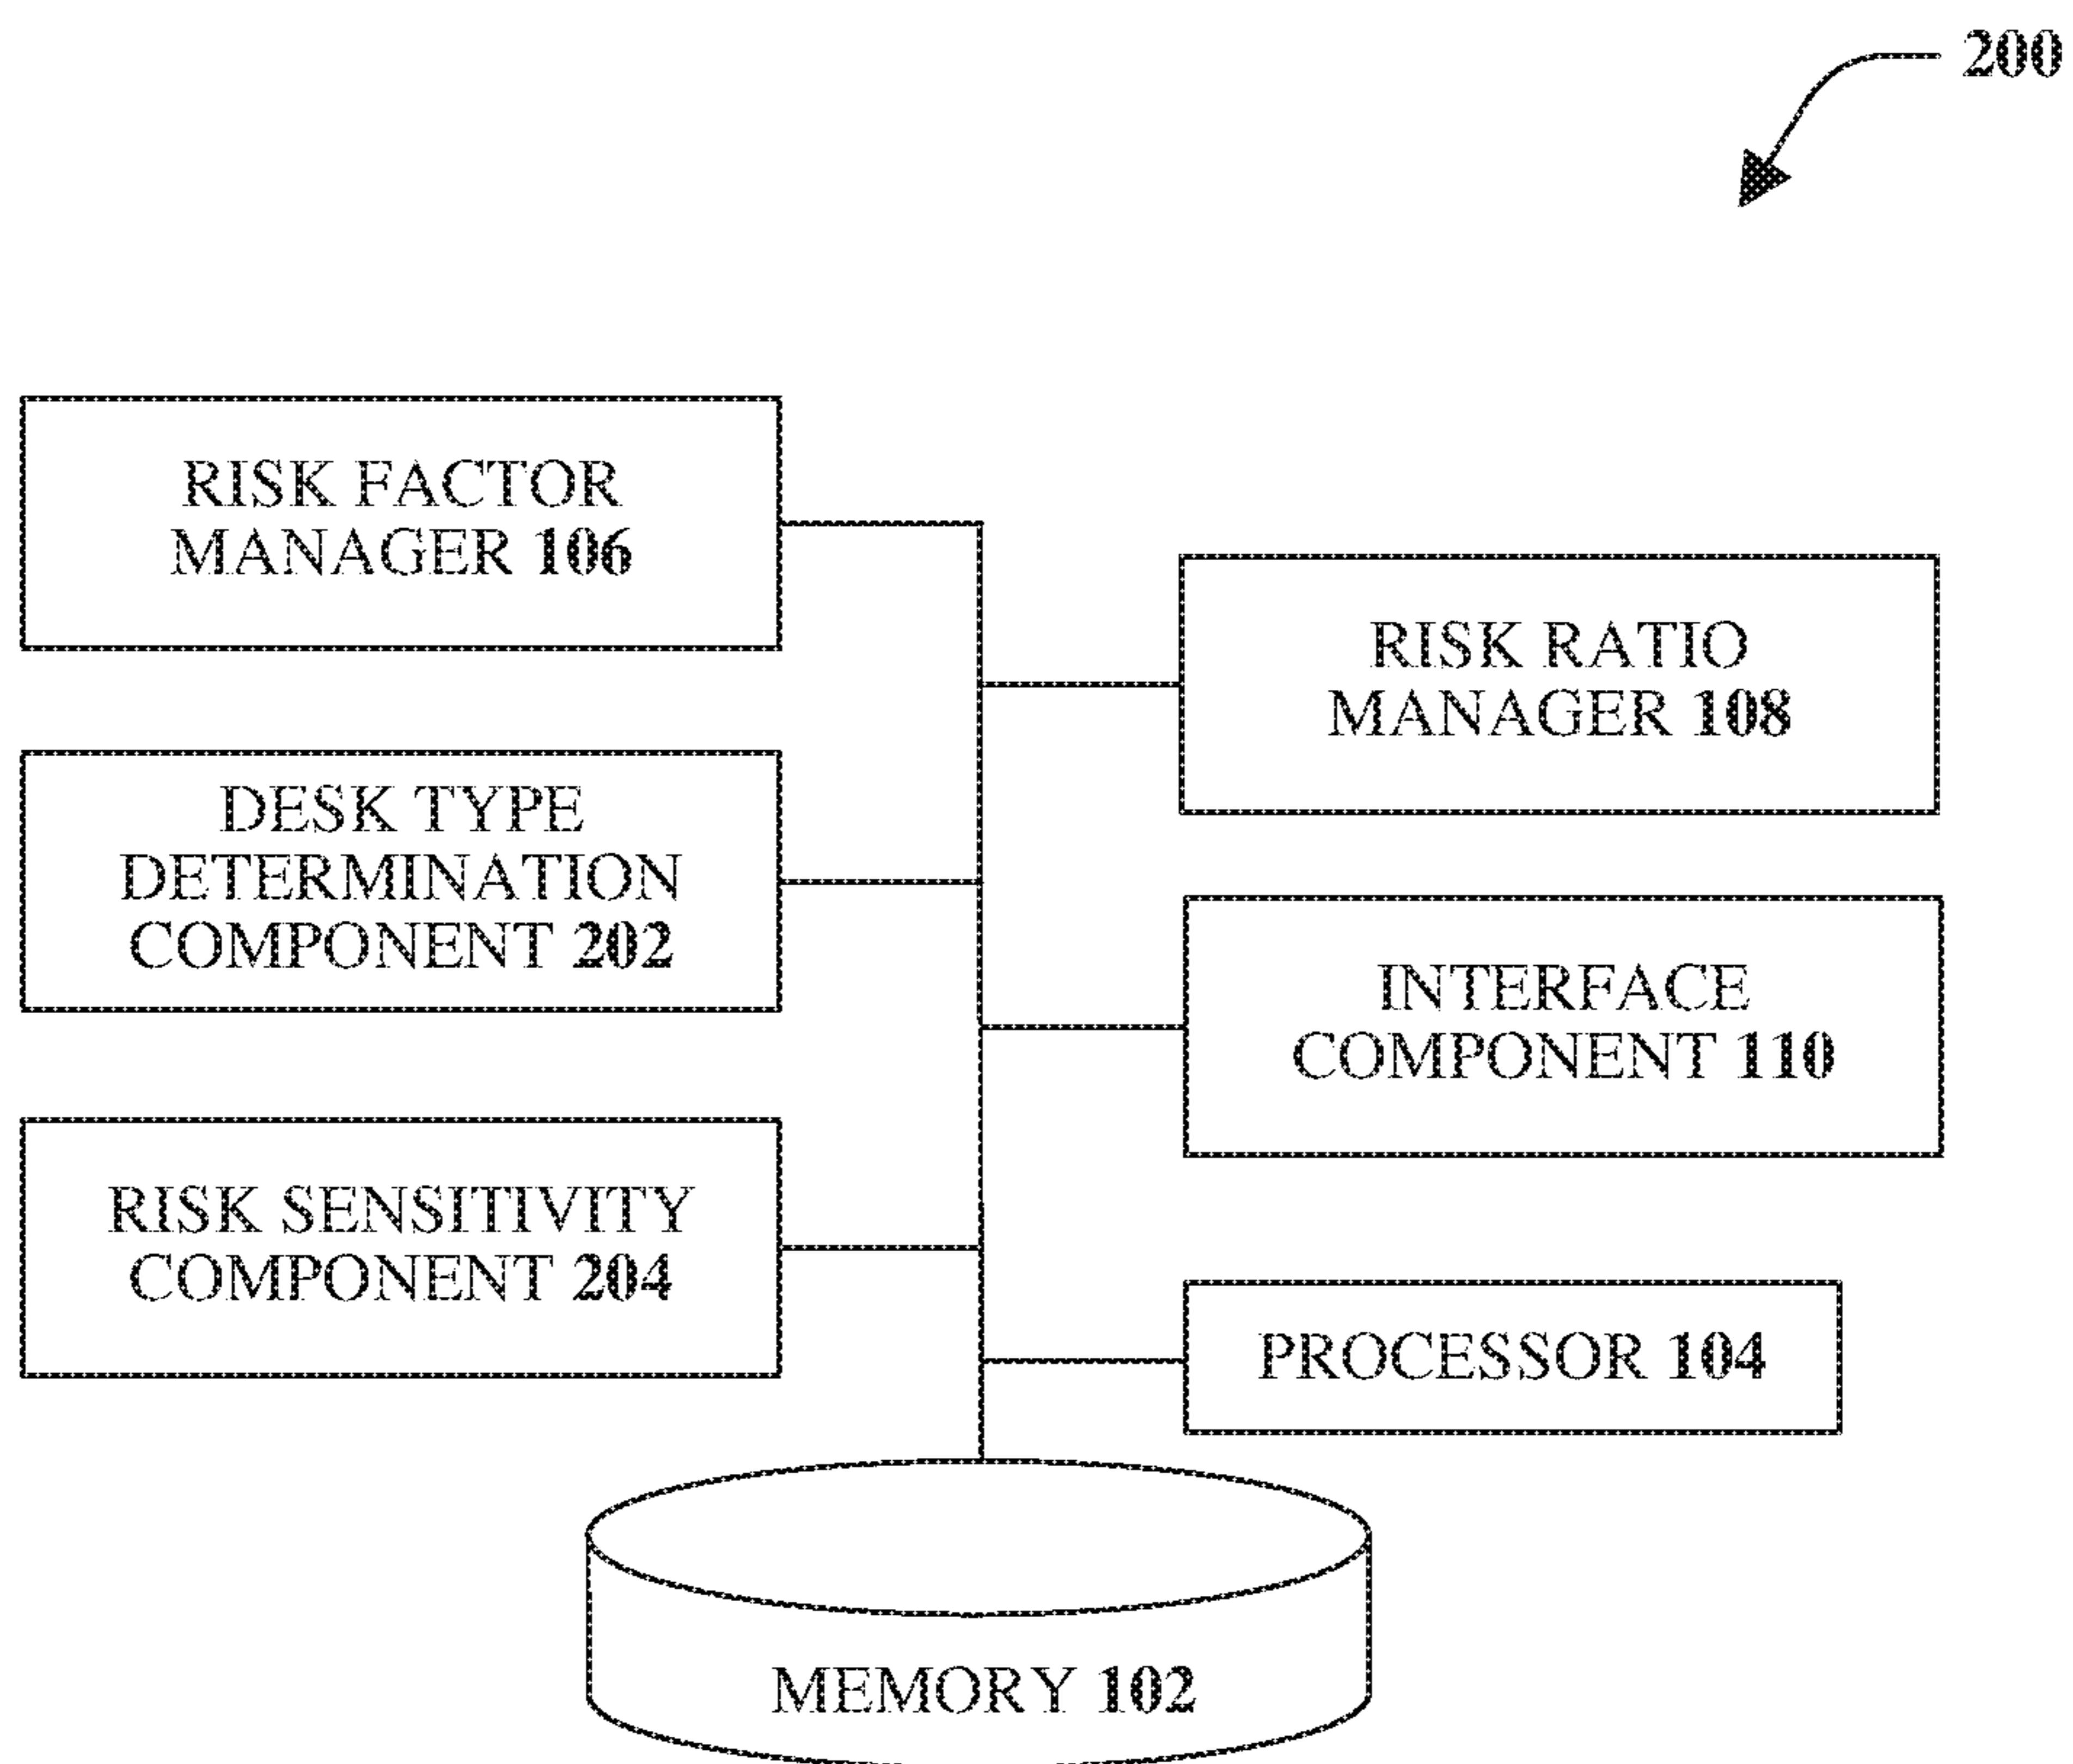 200
RISK FACTOR
MANAGER 106
RISK RATIO
MANAGER 108
DESK TYPE
DETERMINATION
COMPONENT 202
INTERFACE
COMPONENT 110
RISK SENSITIVITY
COMPONENT 204
PROCESSOR 104
MEMORY 102